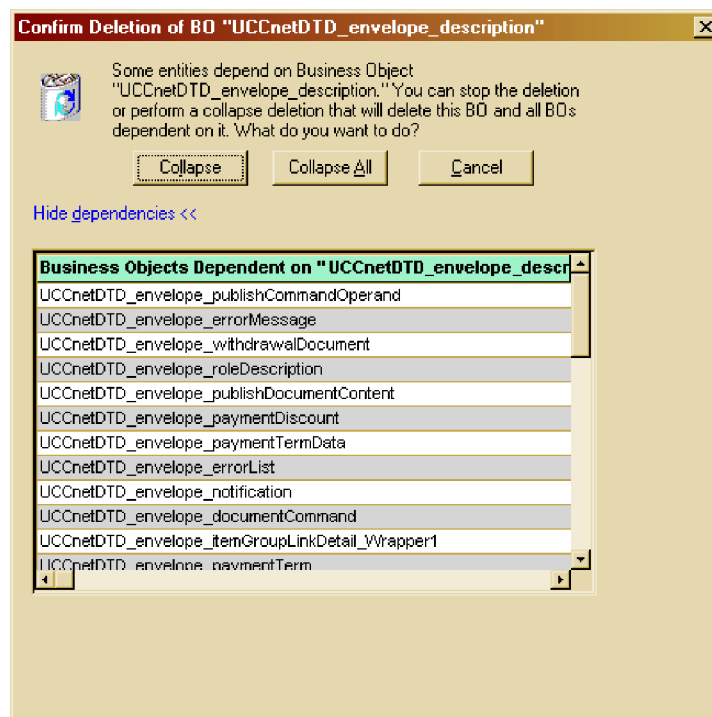 Confirm Deletion of BO "UCCnetDTD_envelope_description"
Some entities depend on Business Object
"UCCnetDTD_envelope_description." You can stop the deletion
or perform a collapse deletion that will delete this BO and all BOs
dependent on it. What do you want to do?
Collapse Collapse All Cancel
Hide dependencies <<
Business Objects Dependent on "UCCnetDTD_envelope_descr
UCCnetDTD_envelope_publishCommandOperand
UCCnetDTD_envelope_errorMessage
UCCnetDTD_envelope_withdrawalDocument
UCCnetDTD_envelope_roleDescription
UCCnetDTD_envelope_publishDocumentContent
UCCnetDTD_envelope_paymentDiscount
UCCnetDTD_envelope_paymentTermData
UCCnetDTD_envelope_errorList
UCCnetDTD_envelope_notification
UCCnetDTD_envelope_documentCommand
UCCnetDTD_envelope_itemGroupLinkDetail_Wrapper1
UCCnetDTD_envelope_paymentTerm